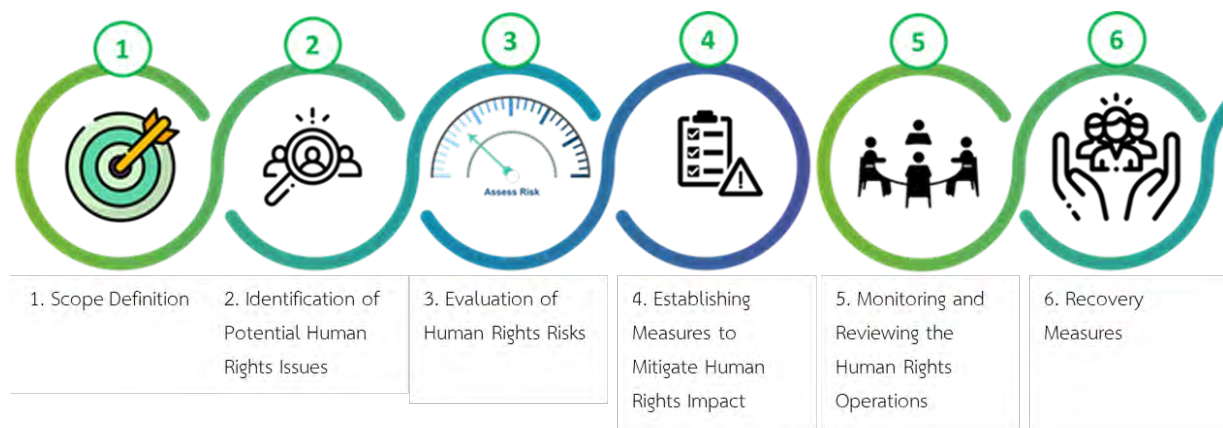 1
2
3
4
5
6
Assess Risk
1. Scope Definition
2. Identification of
Potential Human
Rights Issues
3. Evaluation of
Human Rights Risks
4. Establishing
Measures to
Mitigate Human
Rights Impact
5. Monitoring and
Reviewing the
Human Rights
Operations
6. Recovery
Measures